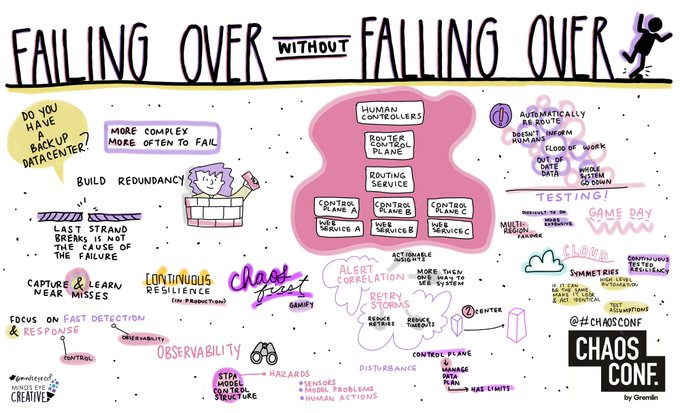 FAILING OVER WITHOUT FALLING OVER
DO YOU
HAVE
A
BACKUP
DATACENTER?
MORE COMPLEX
MORE OFTEN TO FAIL
BUILD REDUNDANCY
LAST STRAND
BREAKS IS NOT
THE CAUSE OF
THE FAILURE
CAPTURE & LEARN
NEAR MISSES
CONTINUOUS
RESILIENCE
(IN PRODUCTION)
chaos
first
GAMIFY
FOCUS ON FAST DETECTION
& RESPONSE
OBSERVABILITY
CONTROL
OBSERVABILITY
STPA
MODEL
CONTROL
STRUCTURE
HAZARDS
SENSORS
MODEL PROBLEMS
HUMAN ACTIONS
HUMAN
CONTROLLERS
ROUTER
CONTROL
PLANE
ROUTING
SERVICE
CONTROL
PLANE A
CONTROL
PLANE B
CONTROL
PLANE C
WEB
SERVICE A
WEB
SERVICE B
WEB
SERVICE C
ACTIONABLE
INSIGHTS
ALERT
CORRELATION
MORE THEN
ONE WAY TO
SEE SYSTEM
RETRY
STORMS
REDUCE
RETRIES
REDUCE
TIMEOUTS
2 CENTER
DISTURBANCE
CONTROL PLANE
MANAGE
DATA
PLAN
HAS LIMITS
!
AUTOMATICALLY
REROUTE
DOESN'T INFORM
HUMANS
FLOOD OF WORK
OUT OF
DATE
DATA
WHOLE
SYSTEM
GO DOWN
TESTING!
DIFFICULT TO DO
MORE
EXPENSIVE
MULTI-
REGION
GAME DAY
CLOUD
SYMMETRIES
IF IT CAN
BE THE SAME
MAKE IT LOOK
& ACT IDENTICAL
HIGH LEVEL
AUTOMATION
CONTINUOUS
TESTED
RESILIENCY
TEST
ASSUMPTIONS
@#CHAOSCONF
CHAOS
CONF.
by Gremlin
@mindseyeccf
MIND'S EYE
CREATIVE